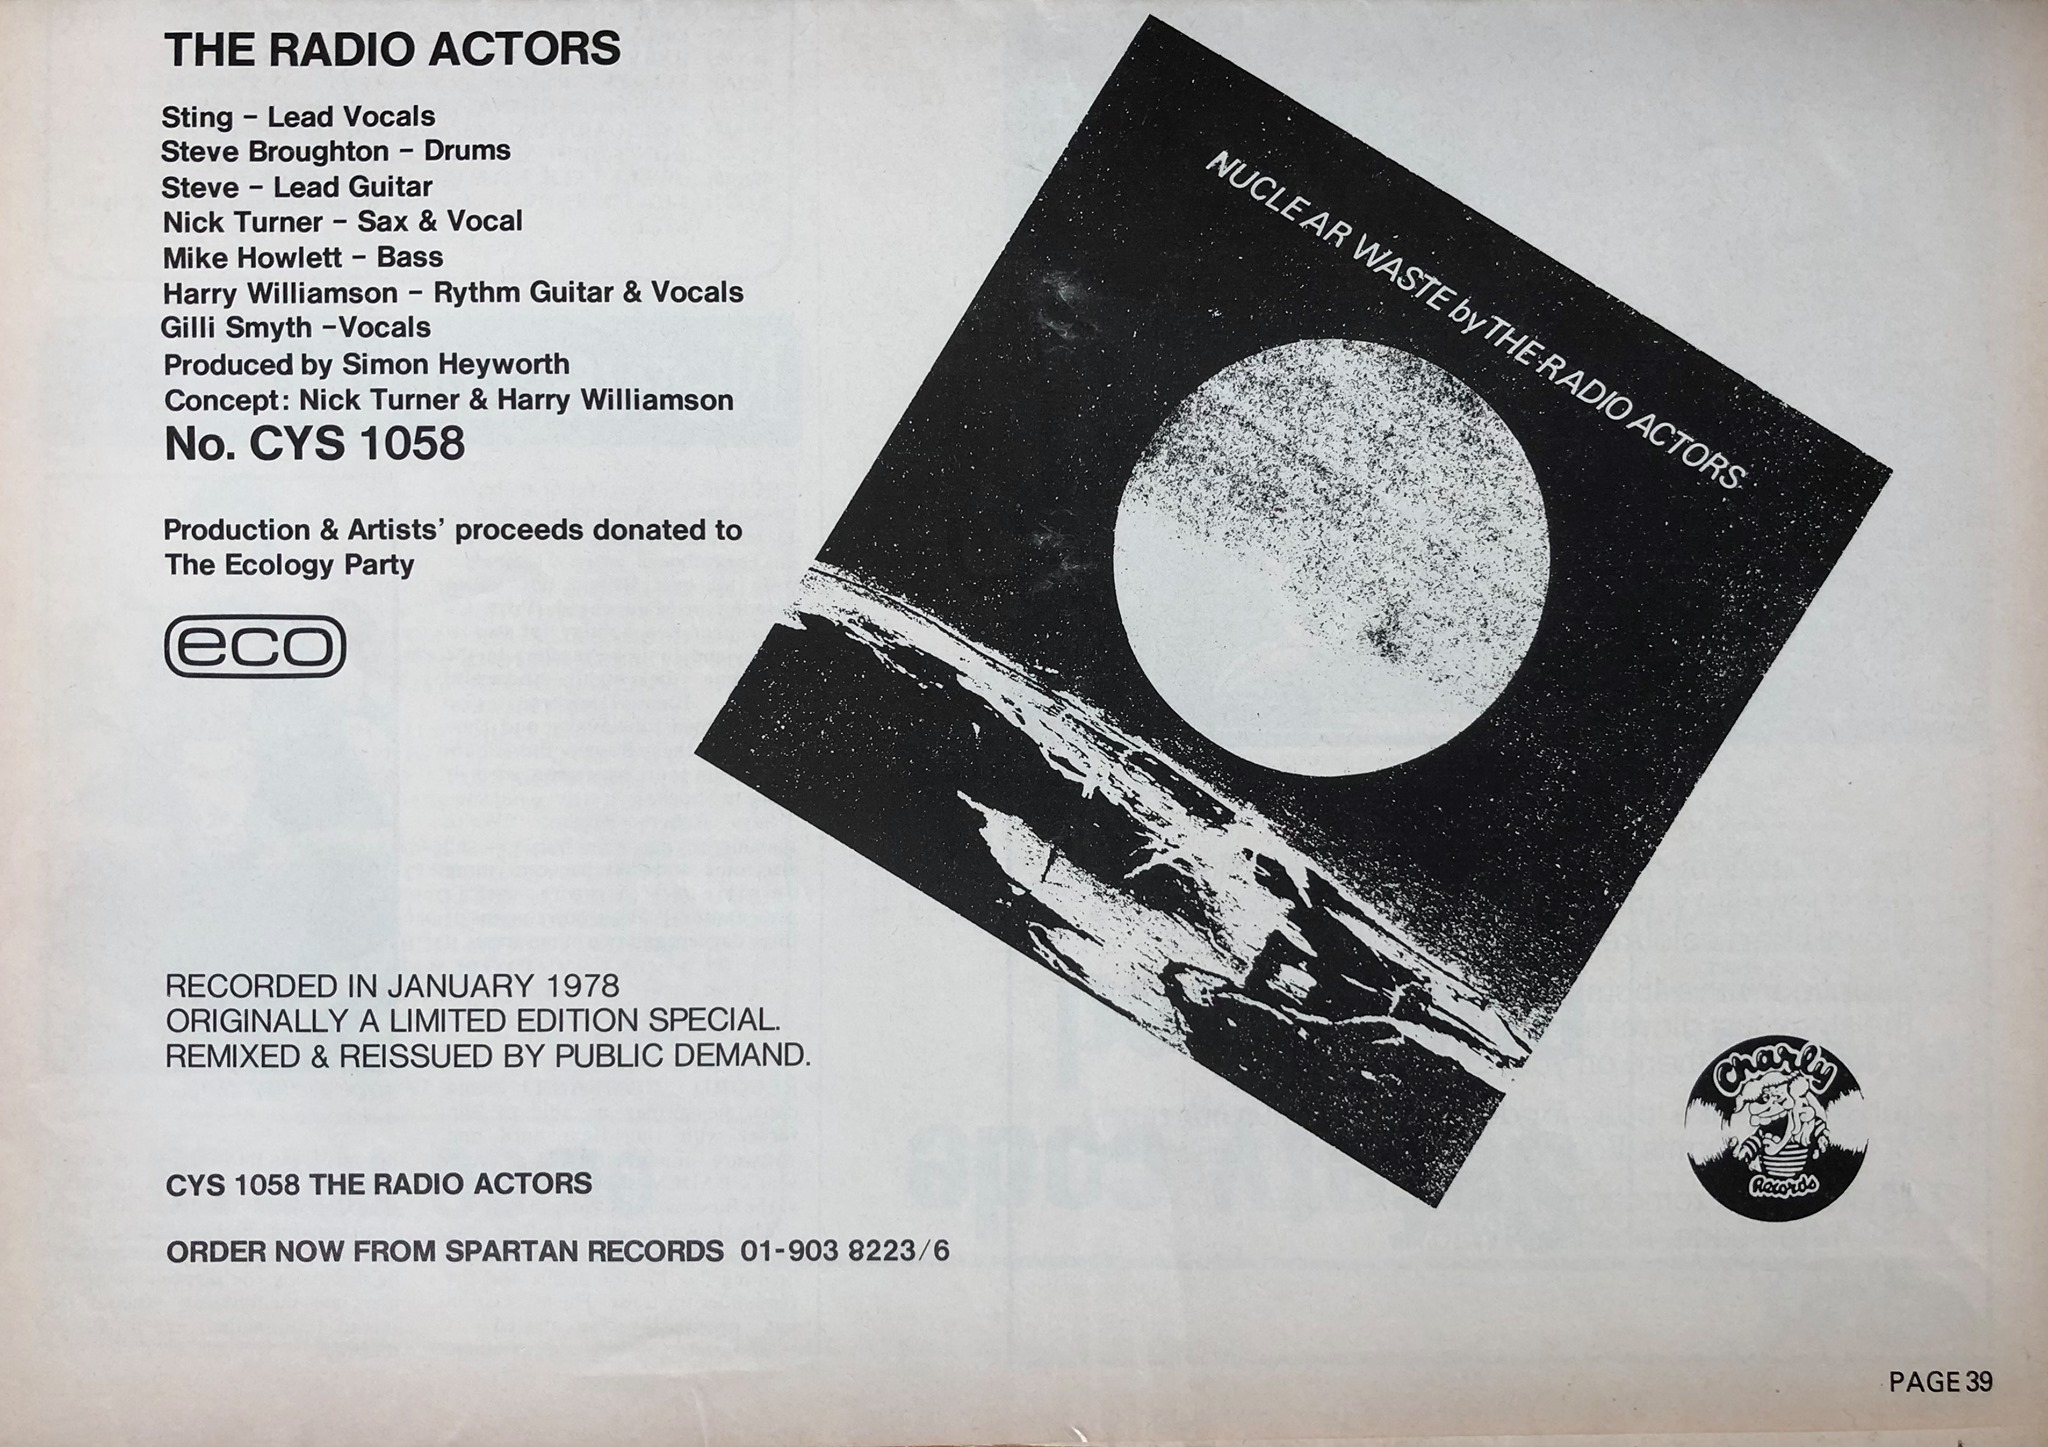 THE RADIO ACTORS
Sting – Lead Vocals
Steve Broughton – Drums
Steve – Lead Guitar
Nick Turner – Sax & Vocal
Mike Howlett – Bass
Harry Williamson – Rythm Guitar & Vocals
Gilli Smyth –Vocals
Produced by Simon Heyworth
Concept: Nick Turner & Harry Williamson
No. CYS 1058
Production & Artists' proceeds donated to
The Ecology Party
eco
NUCLEAR WASTE by THE RADIO ACTORS
RECORDED IN JANUARY 1978
ORIGINALLY A LIMITED EDITION SPECIAL.
REMIXED & REISSUED BY PUBLIC DEMAND.
CYS 1058 THE RADIO ACTORS
ORDER NOW FROM SPARTAN RECORDS 01-903 8223/6
Charly
Records
PAGE 39